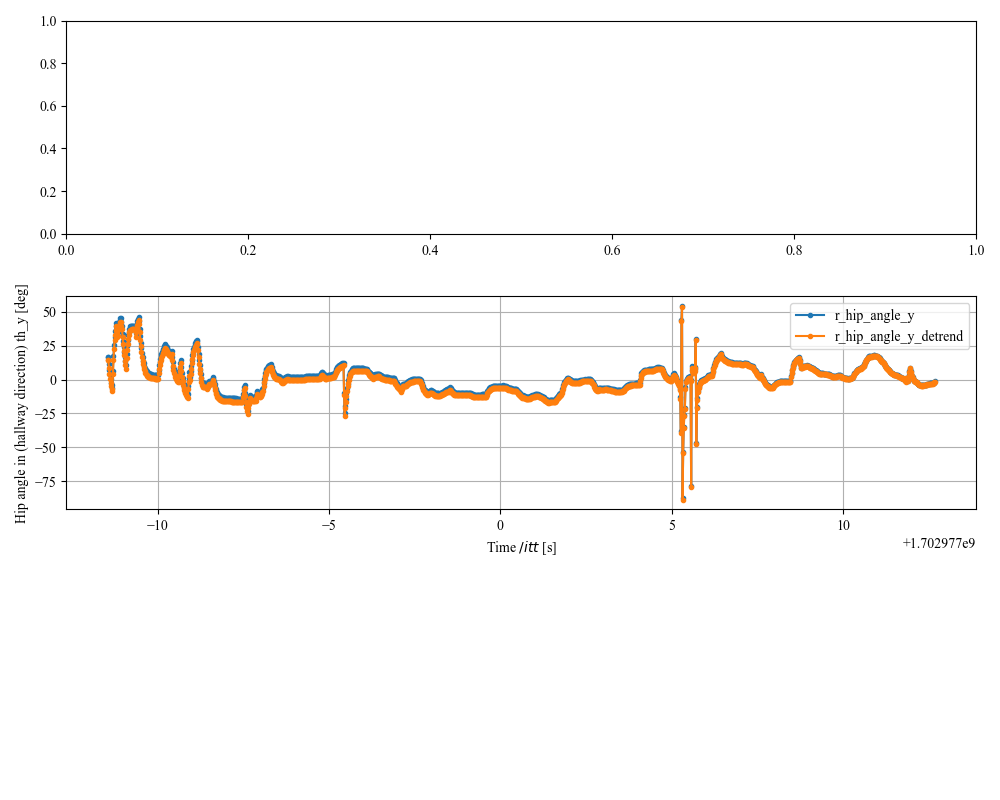 1.0
0.8
0.6
0.4
0.2
0.0
0.0 0.2 0.4 0.6 0.8 1.0
Hip angle in (hallway direction) th_y [deg]
50
25
0
−25
−50
−75
r_hip_angle_y
r_hip_angle_y_detrend
−10 −5 0 5 10
Time /itt [s]
+1.702977e9